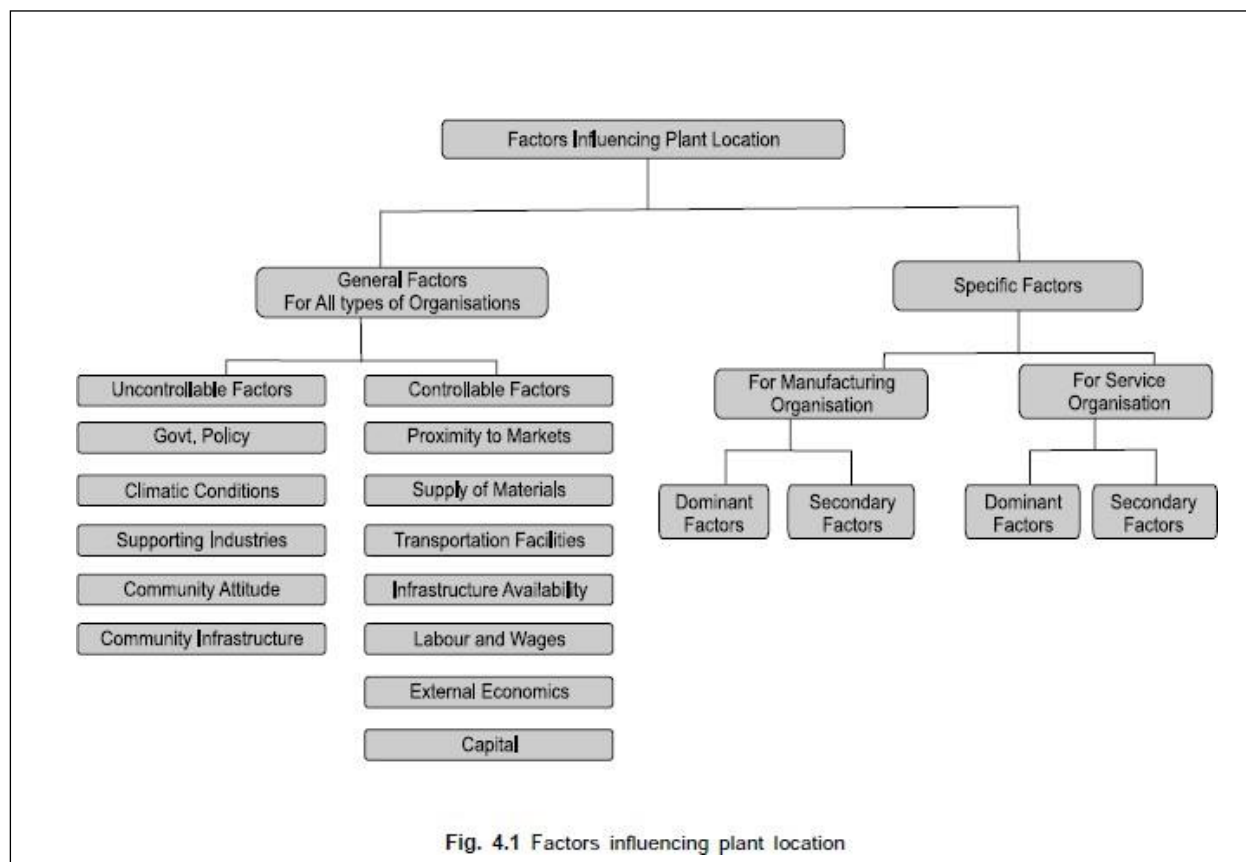 Factors Influencing Plant Location
General Factors
For All types of Organisations
Specific Factors
Uncontrollable Factors
Govt. Policy
Climatic Conditions
Supporting Industries
Community Attitude
Community Infrastructure
Controllable Factors
Proximity to Markets
Supply of Materials
Transportation Facilities
Infrastructure Availability
Labour and Wages
External Economics
Capital
For Manufacturing
Organisation
Dominant
Factors
Secondary
Factors
For Service
Organisation
Dominant
Factors
Secondary
Factors
Fig. 4.1 Factors influencing plant location